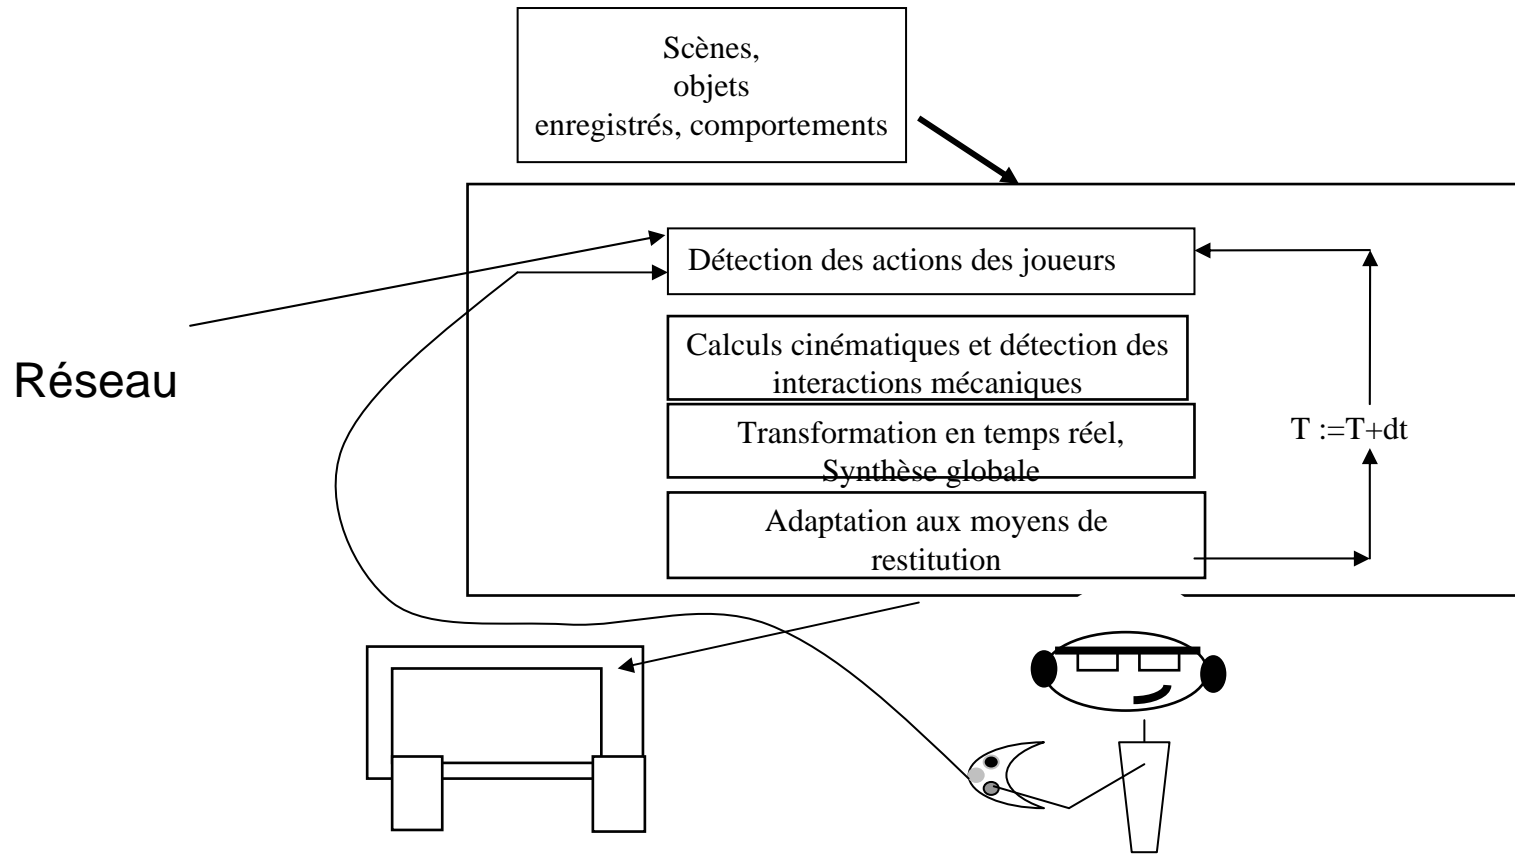 Scènes,
objets
enregistrés, comportements
Détection des actions des joueurs
Calculs cinématiques et détection des
interactions mécaniques
Réseau
Transformation en temps réel,
Synthèse globale
T :=T+dt
Adaptation aux moyens de
restitution